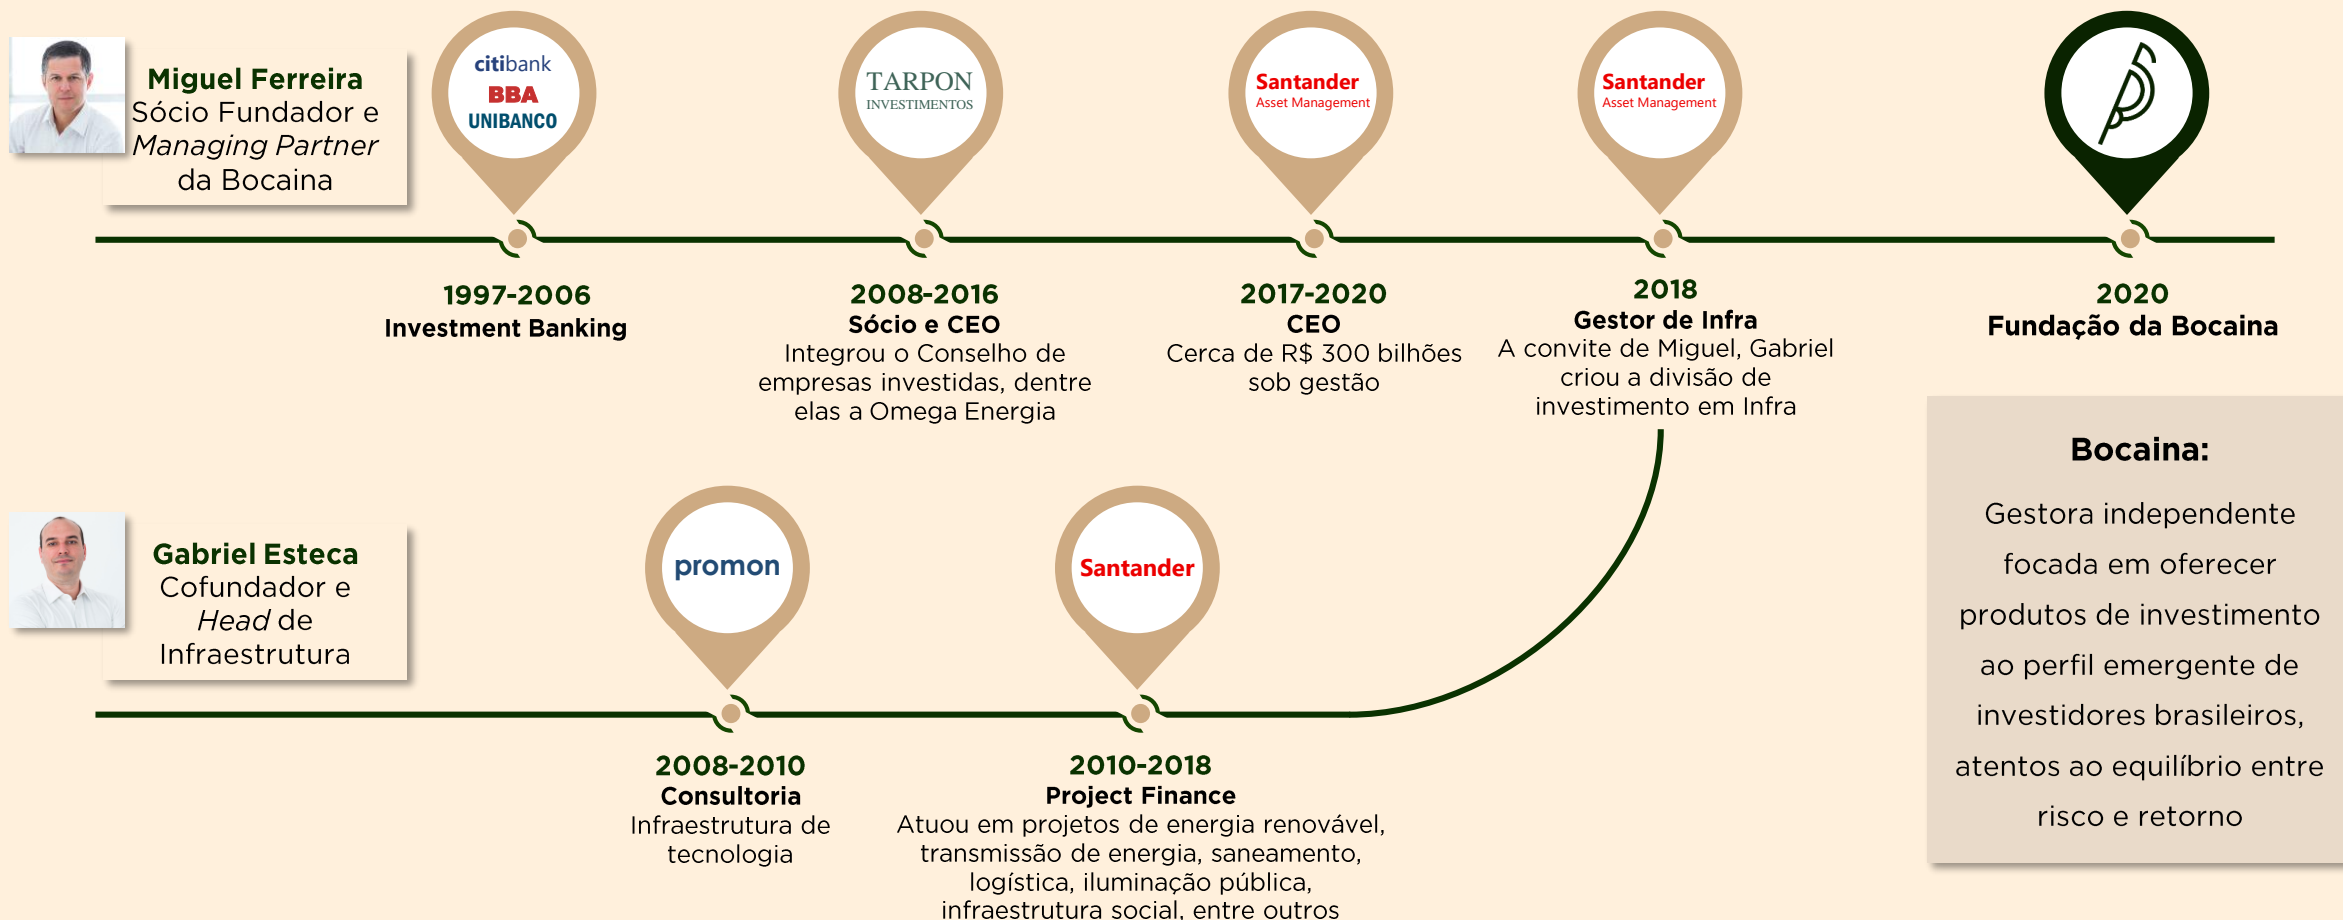 Miguel Ferreira
Sócio Fundador e
Managing Partner
da Bocaina
citibank
BBA
UNIBANCO
TARPON
INVESTIMENTOS
Santander
Asset Management
Santander
Asset Management
1997-2006
Investment Banking
2008-2016
Sócio e CEO
Integrou o Conselho de
empresas investidas, dentre
elas a Omega Energia
2017-2020
CEO
Cerca de R$ 300 bilhões
sob gestão
2018
Gestor de Infra
A convite de Miguel, Gabriel
criou a divisão de
investimento em Infra
2020
Fundação da Bocaina
Gabriel Esteca
Cofundador e
Head de
Infraestrutura
promon
Santander
2008-2010
Consultoria
Infraestrutura de
tecnologia
2010-2018
Project Finance
Atuou em projetos de energia renovável,
transmissão de energia, saneamento,
logística, iluminação pública,
infraestrutura social, entre outros
Bocaina:
Gestora independente
focada em oferecer
produtos de investimento
ao perfil emergente de
investidores brasileiros,
atentos ao equilíbrio entre
risco e retorno